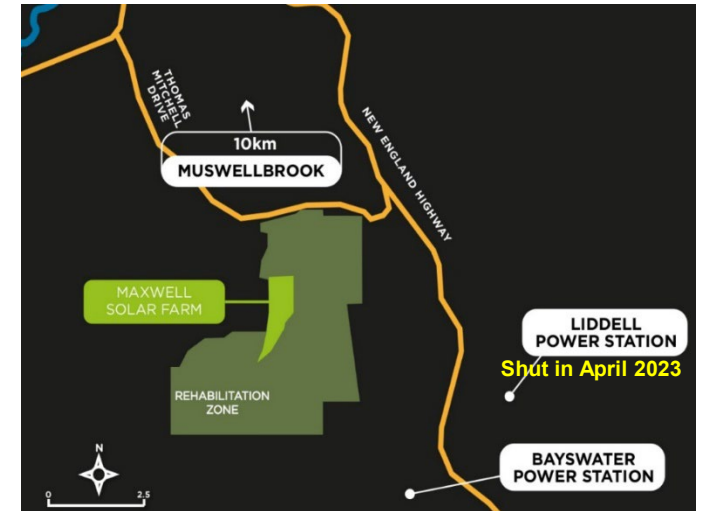 THOMAS
MITCHELL
DRIVE
10km
MUSWELLBROOK
NEW ENGLAND HIGHWAY
MAXWELL
SOLAR FARM
LIDDELL
POWER STATION
Shut in April 2023
REHABILITATION
ZONE
BAYSWATER
POWER STATION
N
0 2.5